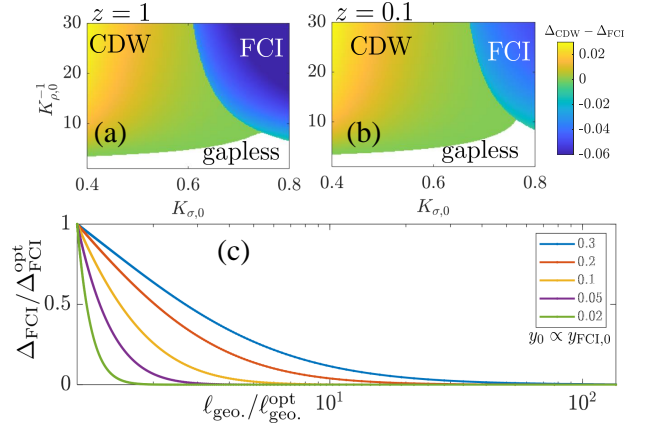 z = 1
z = 0.1
Δ_CDW − Δ_FCI
30
CDW
FCI
20
K_{ρ,0}^{-1}
10
(a)
gapless
0.4
0.6
0.8
K_{σ,0}
30
CDW
FCI
20
10
(b)
gapless
0.4
0.6
0.8
K_{σ,0}
0.02
0
-0.02
-0.04
-0.06
(c)
1
0.5
0
Δ_FCI/Δ_FCI^opt
0.3
0.2
0.1
0.05
0.02
y_0 ∝ y_{FCI,0}
ℓ_geo./ℓ_geo.^opt
10^1
10^2